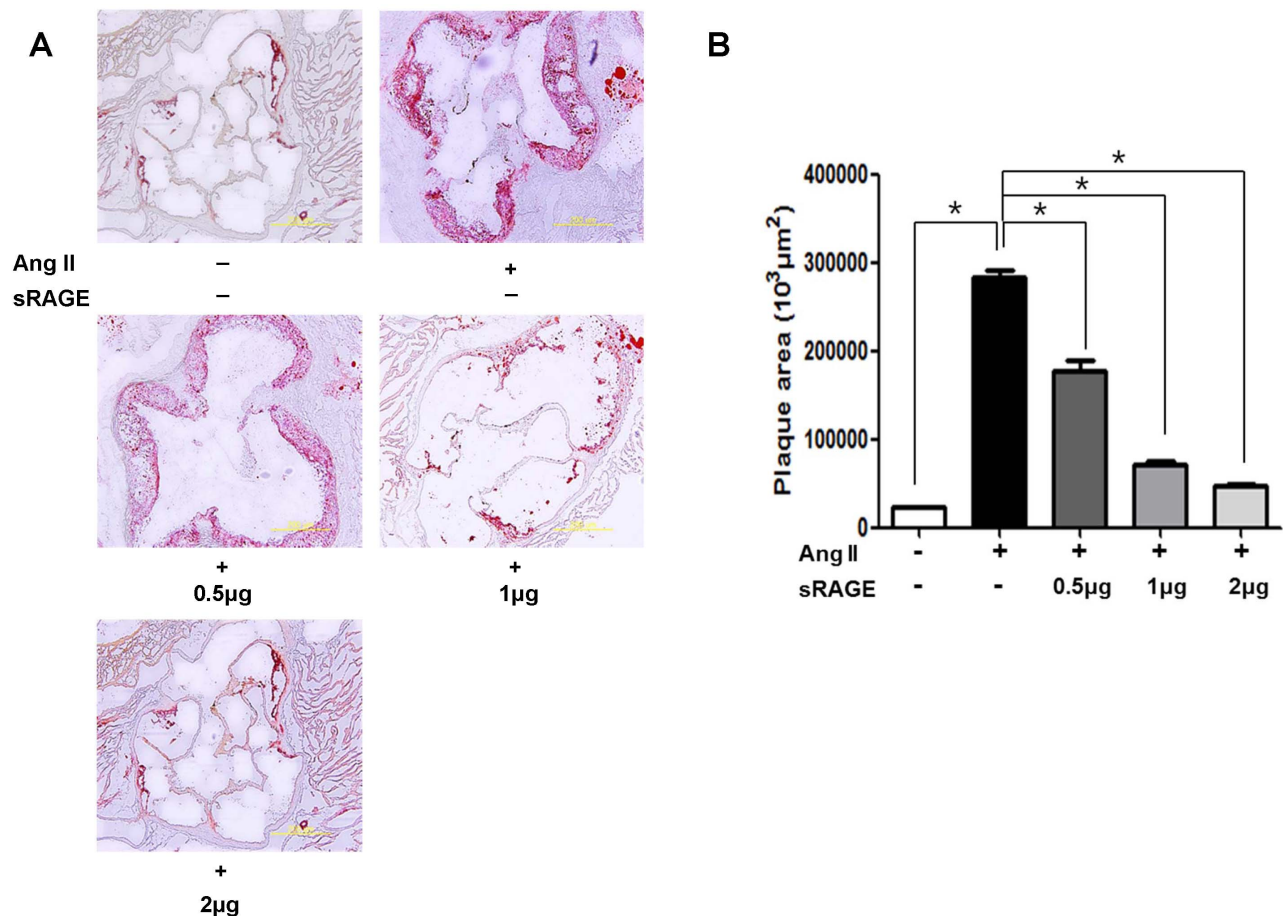 A
Ang II − +
sRAGE − −
+ +
0.5µg 1µg
+
2µg
B
Plaque area (10³µm²)
400000
300000
200000
100000
0
* * * *
Ang II - + + + +
sRAGE - - 0.5µg 1µg 2µg